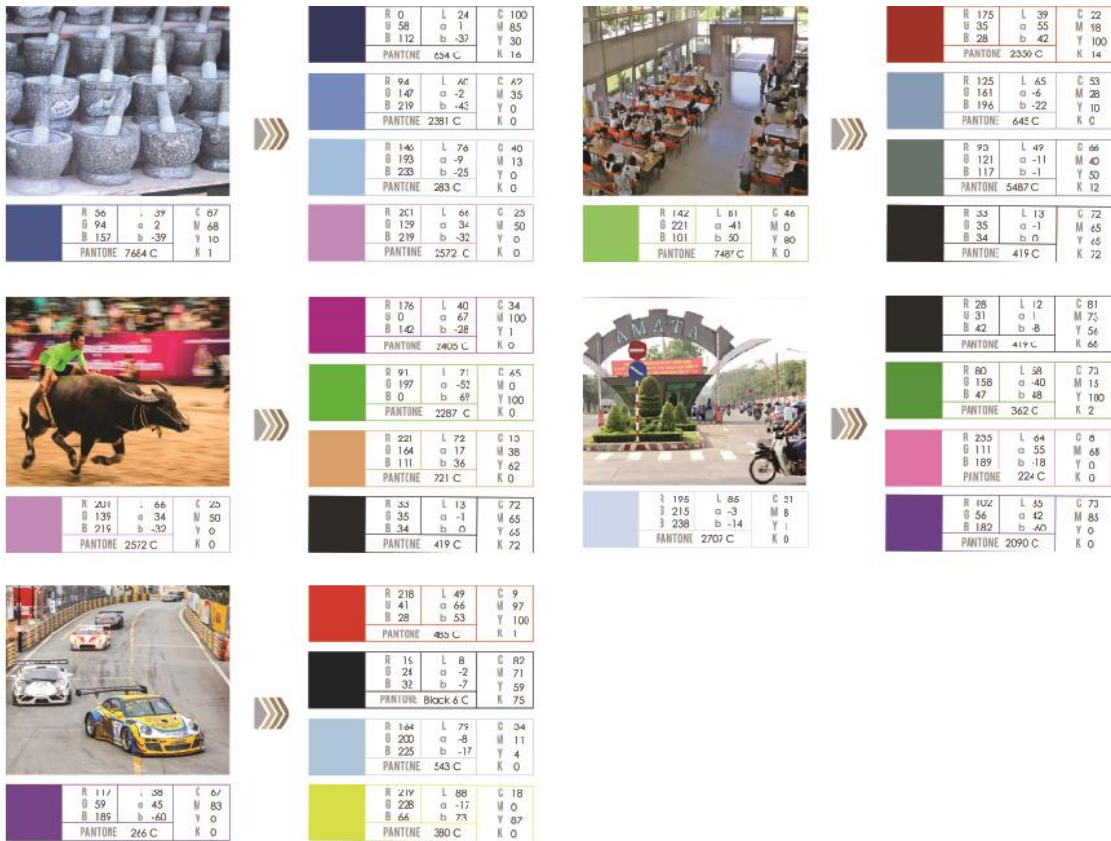 R 0 L 24 C 100
G 58 a 1 M 85
B 112 b -37 Y 30
PANTONE 654 C K 16
R 94 L 60 C 62
G 147 a -2 M 35
B 219 b -43 Y 0
PANTONE 2381 C K 0
R 146 L 76 C 40
G 193 a -9 M 13
B 233 b -25 Y 0
PANTONE 283 C K 0
R 56 L 39 C 87
G 94 a 2 M 68
B 157 b -39 Y 10
PANTONE 7684 C K 1
R 201 L 66 C 25
G 139 a 34 M 50
B 219 b -32 Y 0
PANTONE 2572 C K 0
R 175 L 39 C 22
G 35 a 55 M 98
B 28 b 42 Y 100
PANTONE 2350 C K 14
R 125 L 65 C 53
G 161 a -6 M 28
B 196 b -22 Y 10
PANTONE 645 C K 0
R 93 L 49 C 66
G 121 a -11 M 40
B 117 b -1 Y 50
PANTONE 5487 C K 12
R 142 L 81 C 46
G 221 a -41 M 0
B 101 b 50 Y 80
PANTONE 7487 C K 0
R 33 L 13 C 72
G 35 a -1 M 65
B 34 b 0 Y 65
PANTONE 419 C K 72
R 176 L 40 C 34
G 0 a 67 M 100
B 142 b -28 Y 1
PANTONE 2405 C K 0
R 91 L 71 C 65
G 197 a -52 M 0
B 0 b 69 Y 100
PANTONE 2287 C K 0
R 221 L 72 C 13
G 164 a 17 M 38
B 111 b 36 Y 62
PANTONE 721 C K 0
R 201 L 66 C 25
G 139 a 34 M 50
B 219 b -32 Y 0
PANTONE 2572 C K 0
R 33 L 13 C 72
G 35 a -1 M 65
B 34 b 0 Y 65
PANTONE 419 C K 72
AMATA
R 28 L 12 C 81
G 31 a 1 M 73
B 42 b -8 Y 56
PANTONE 419 C K 68
R 80 L 58 C 73
G 158 a -40 M 15
B 47 b 48 Y 100
PANTONE 362 C K 2
R 235 L 64 C 8
G 111 a 55 M 68
B 189 b -18 Y 0
PANTONE 224 C K 0
R 195 L 85 C 21
G 215 a -3 M 8
B 238 b -14 Y 1
PANTONE 2707 C K 0
R 102 L 35 C 73
G 56 a 42 M 85
B 182 b -60 Y 0
PANTONE 2090 C K 0
R 218 L 49 C 9
G 41 a 66 M 97
B 28 b 53 Y 100
PANTONE 485 C K 1
R 16 L 8 C 82
G 24 a -2 M 71
B 32 b -7 Y 59
PANTONE Black 6 C K 75
R 164 L 79 C 34
G 200 a -8 M 11
B 225 b -17 Y 4
PANTONE 543 C K 0
R 117 L 38 C 67
G 59 a 45 M 83
B 189 b -60 Y 0
PANTONE 266 C K 0
R 219 L 88 C 18
G 228 a -17 M 0
B 66 b 73 Y 87
PANTONE 380 C K 0